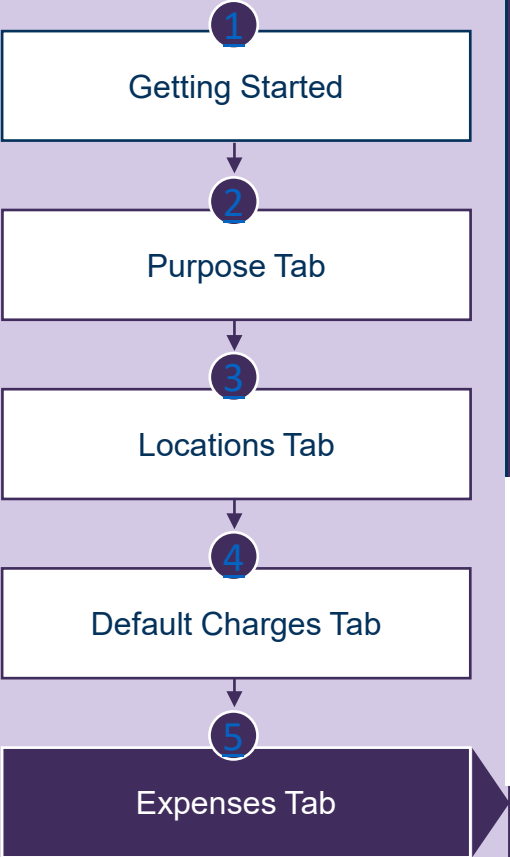 1
Getting Started
2
Purpose Tab
3
Locations Tab
4
Default Charges Tab
5
Expenses Tab